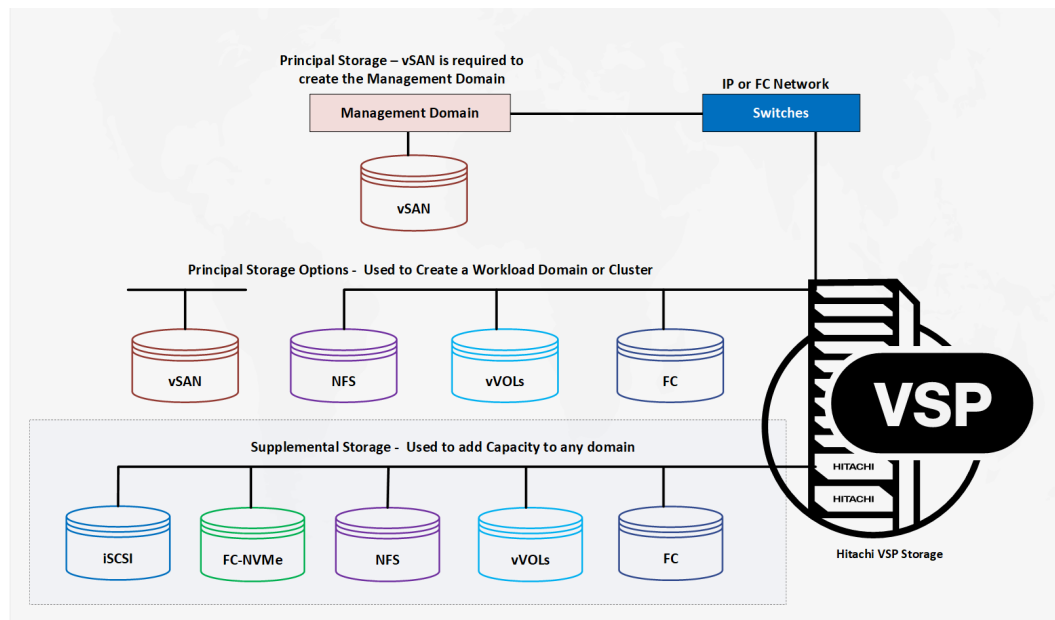 Principal Storage – vSAN is required to
create the Management Domain
IP or FC Network
Management Domain
Switches
vSAN
Principal Storage Options -  Used to Create a Workload Domain or Cluster
vSAN
NFS
vVOLs
FC
VSP
Supplemental Storage -  Used to add Capacity to any domain
HITACHI
HITACHI
iSCSI
FC-NVMe
NFS
vVOLs
FC
Hitachi VSP Storage